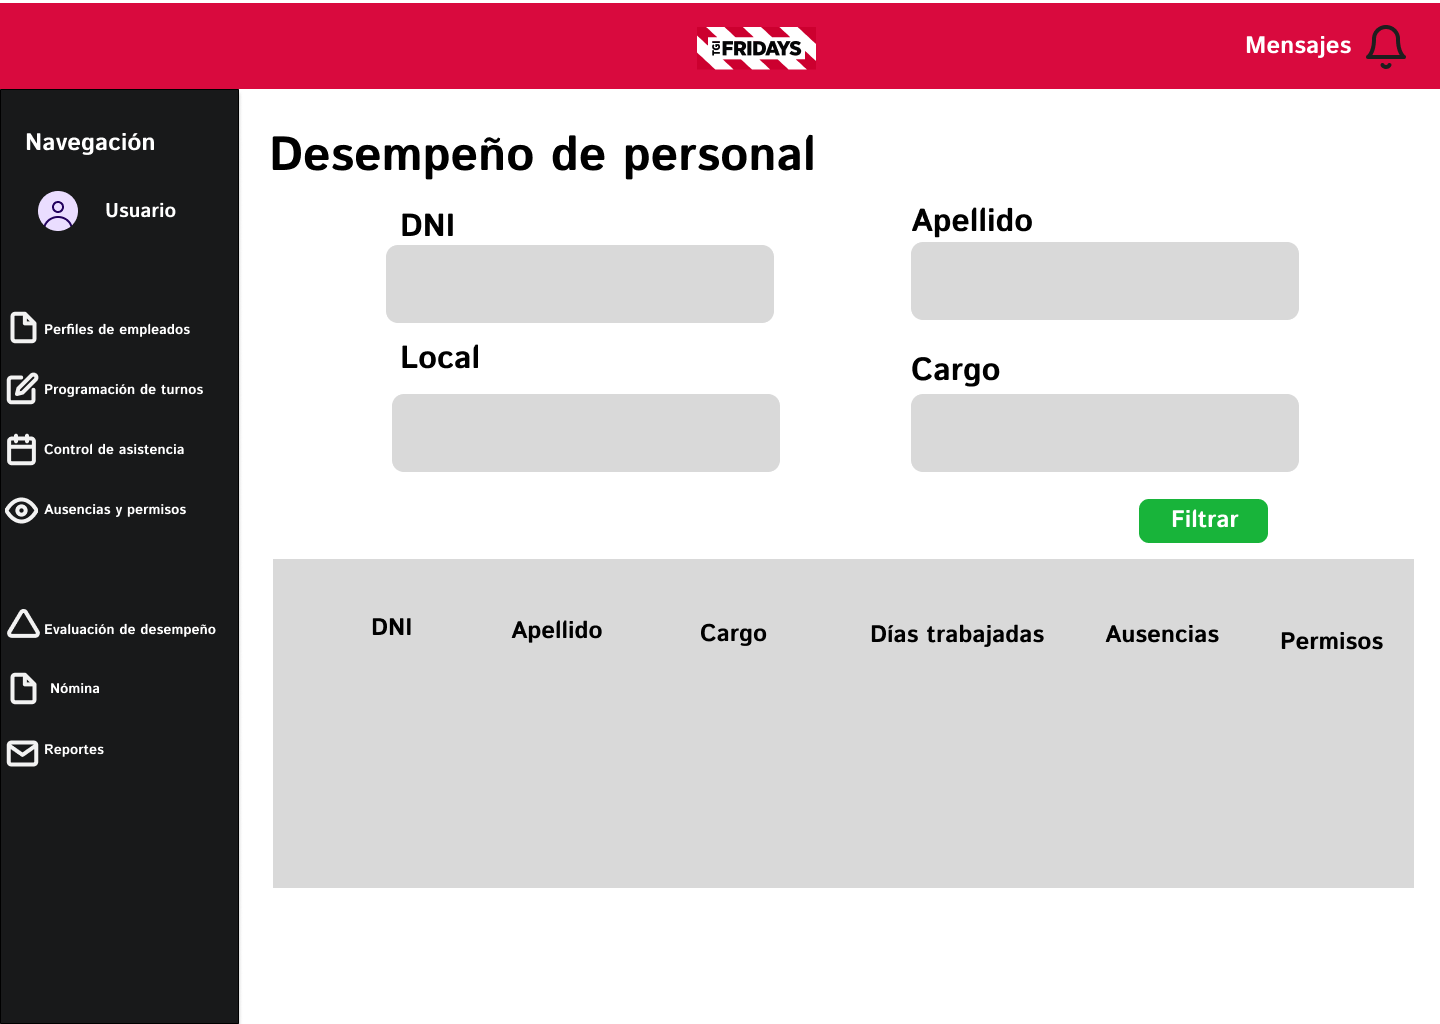 TGI FRIDAYS
Mensajes
Navegación
Usuario
Perfiles de empleados
Programación de turnos
Control de asistencia
Ausencias y permisos
Evaluación de desempeño
Nómina
Reportes
Desempeño de personal
DNI
Apellido
Local
Cargo
Filtrar
DNI Apellido Cargo Días trabajadas Ausencias Permisos